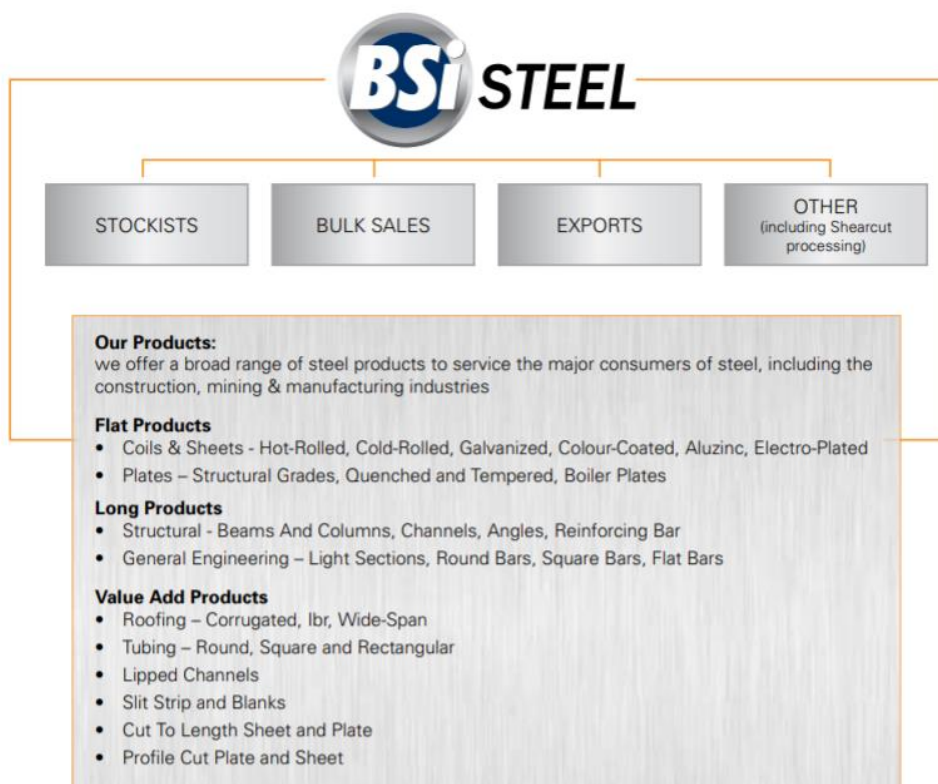 BSi STEEL
STOCKISTS
BULK SALES
EXPORTS
OTHER
(including Shearcut
processing)
Our Products:
we offer a broad range of steel products to service the major consumers of steel, including the
construction, mining & manufacturing industries
Flat Products
• Coils & Sheets - Hot-Rolled, Cold-Rolled, Galvanized, Colour-Coated, Aluzinc, Electro-Plated
• Plates – Structural Grades, Quenched and Tempered, Boiler Plates
Long Products
• Structural - Beams And Columns, Channels, Angles, Reinforcing Bar
• General Engineering – Light Sections, Round Bars, Square Bars, Flat Bars
Value Add Products
• Roofing – Corrugated, Ibr, Wide-Span
• Tubing – Round, Square and Rectangular
• Lipped Channels
• Slit Strip and Blanks
• Cut To Length Sheet and Plate
• Profile Cut Plate and Sheet